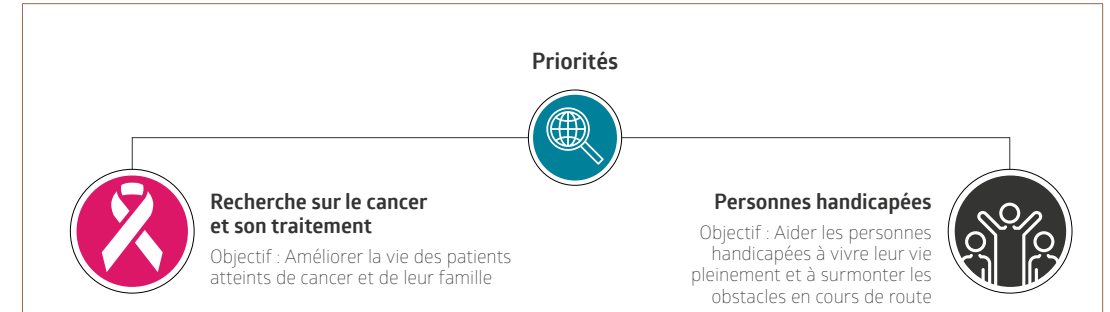 Priorités
Recherche sur le cancer
et son traitement
Objectif : Améliorer la vie des patients
atteints de cancer et de leur famille
Personnes handicapées
Objectif : Aider les personnes
handicapées à vivre leur vie
pleinement et à surmonter les
obstacles en cours de route